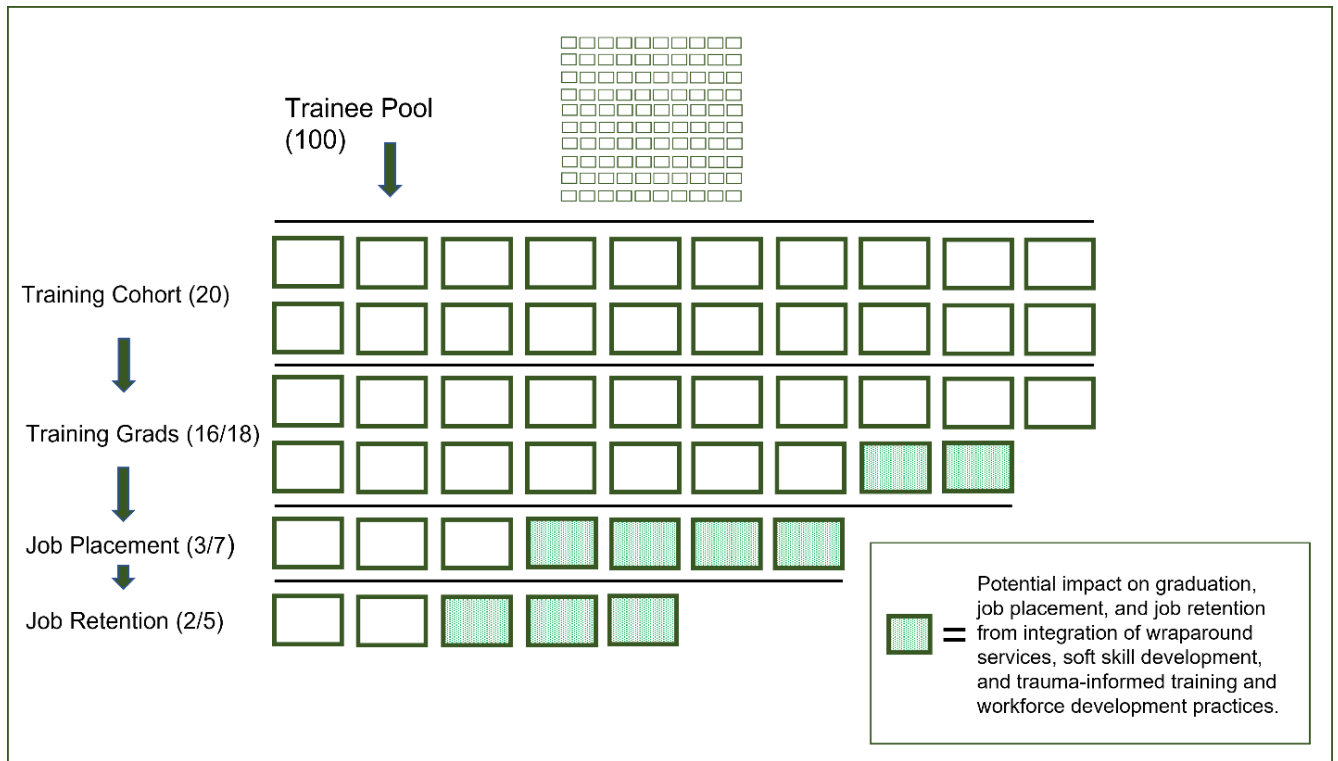 Trainee Pool
(100)
Training Cohort (20)
Training Grads (16/18)
Job Placement (3/7)
Job Retention (2/5)
=
Potential impact on graduation,
job placement, and job retention
from integration of wraparound
services, soft skill development,
and trauma-informed training and
workforce development practices.